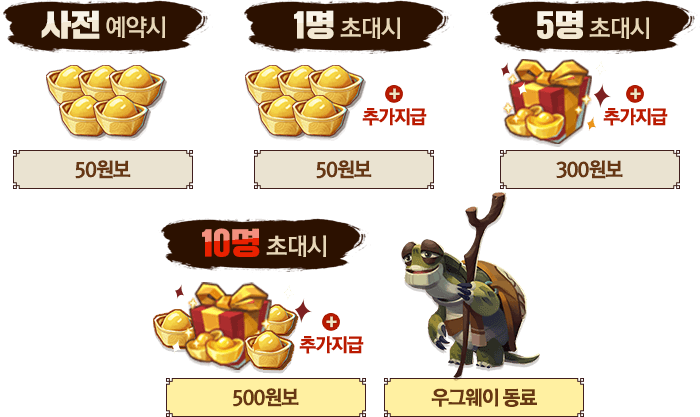 사전 예약시
1명 초대시
5명 초대시
+
추가지급
+
추가지급
50원보
50원보
300원보
10명 초대시
+
추가지급
500원보
우그웨이 동료